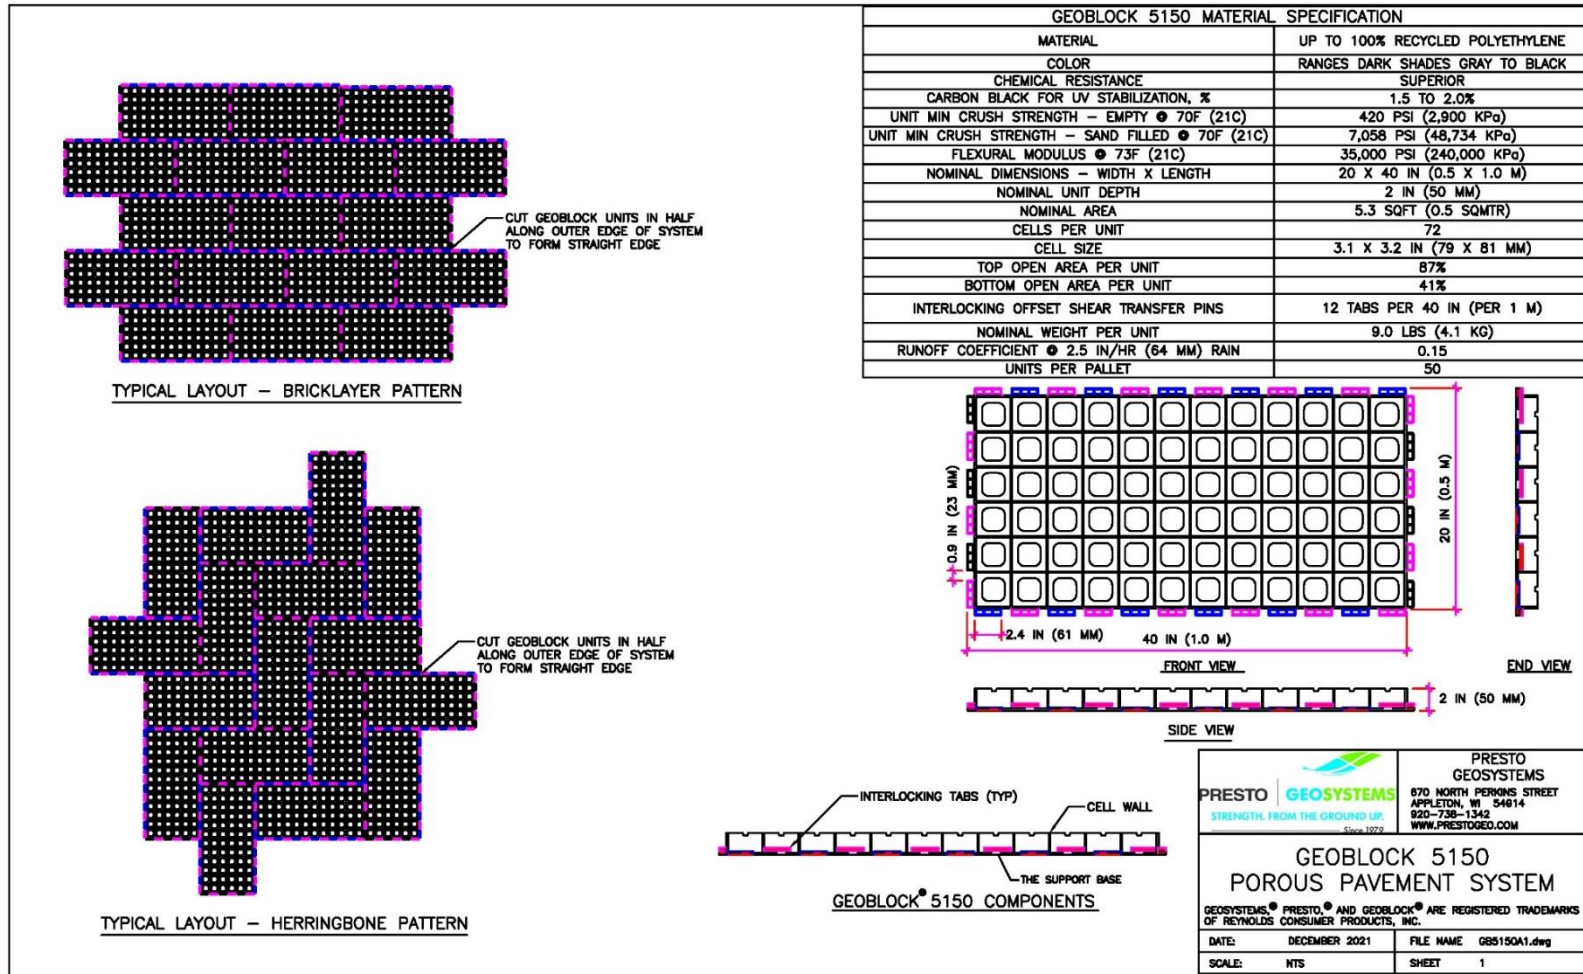 GEOBLOCK 5150 MATERIAL SPECIFICATION
MATERIAL UP TO 100% RECYCLED POLYETHYLENE
COLOR RANGES DARK SHADES GRAY TO BLACK
CHEMICAL RESISTANCE SUPERIOR
CARBON BLACK FOR UV STABILIZATION, % 1.5 TO 2.0%
UNIT MIN CRUSH STRENGTH – EMPTY @ 70F (21C) 420 PSI (2,900 KPa)
UNIT MIN CRUSH STRENGTH – SAND FILLED @ 70F (21C) 7,058 PSI (48,734 KPa)
FLEXURAL MODULUS @ 73F (21C) 35,000 PSI (240,000 KPa)
NOMINAL DIMENSIONS – WIDTH X LENGTH 20 X 40 IN (0.5 X 1.0 M)
NOMINAL UNIT DEPTH 2 IN (50 MM)
NOMINAL AREA 5.3 SQFT (0.5 SQMTR)
CELLS PER UNIT 72
CELL SIZE 3.1 X 3.2 IN (79 X 81 MM)
TOP OPEN AREA PER UNIT 87%
BOTTOM OPEN AREA PER UNIT 41%
INTERLOCKING OFFSET SHEAR TRANSFER PINS 12 TABS PER 40 IN (PER 1 M)
NOMINAL WEIGHT PER UNIT 9.0 LBS (4.1 KG)
RUNOFF COEFFICIENT @ 2.5 IN/HR (64 MM) RAIN 0.15
UNITS PER PALLET 50
CUT GEOBLOCK UNITS IN HALF
ALONG OUTER EDGE OF SYSTEM
TO FORM STRAIGHT EDGE
TYPICAL LAYOUT – BRICKLAYER PATTERN
CUT GEOBLOCK UNITS IN HALF
ALONG OUTER EDGE OF SYSTEM
TO FORM STRAIGHT EDGE
TYPICAL LAYOUT – HERRINGBONE PATTERN
0.9 IN (23 MM)
20 IN (0.5 M)
2.4 IN (61 MM)
40 IN (1.0 M)
FRONT VIEW
END VIEW
2 IN (50 MM)
SIDE VIEW
INTERLOCKING TABS (TYP)
CELL WALL
THE SUPPORT BASE
GEOBLOCK® 5150 COMPONENTS
PRESTO GEOSYSTEMS
STRENGTH. FROM THE GROUND UP.
Since 1979
PRESTO
GEOSYSTEMS
670 NORTH PERKINS STREET
APPLETON, WI 54914
920-738-1342
WWW.PRESTOGEO.COM
GEOBLOCK 5150
POROUS PAVEMENT SYSTEM
GEOSYSTEMS,® PRESTO,® AND GEOBLOCK® ARE REGISTERED TRADEMARKS
OF REYNOLDS CONSUMER PRODUCTS, INC.
DATE: DECEMBER 2021 FILE NAME GB5150A1.dwg
SCALE: NTS SHEET 1